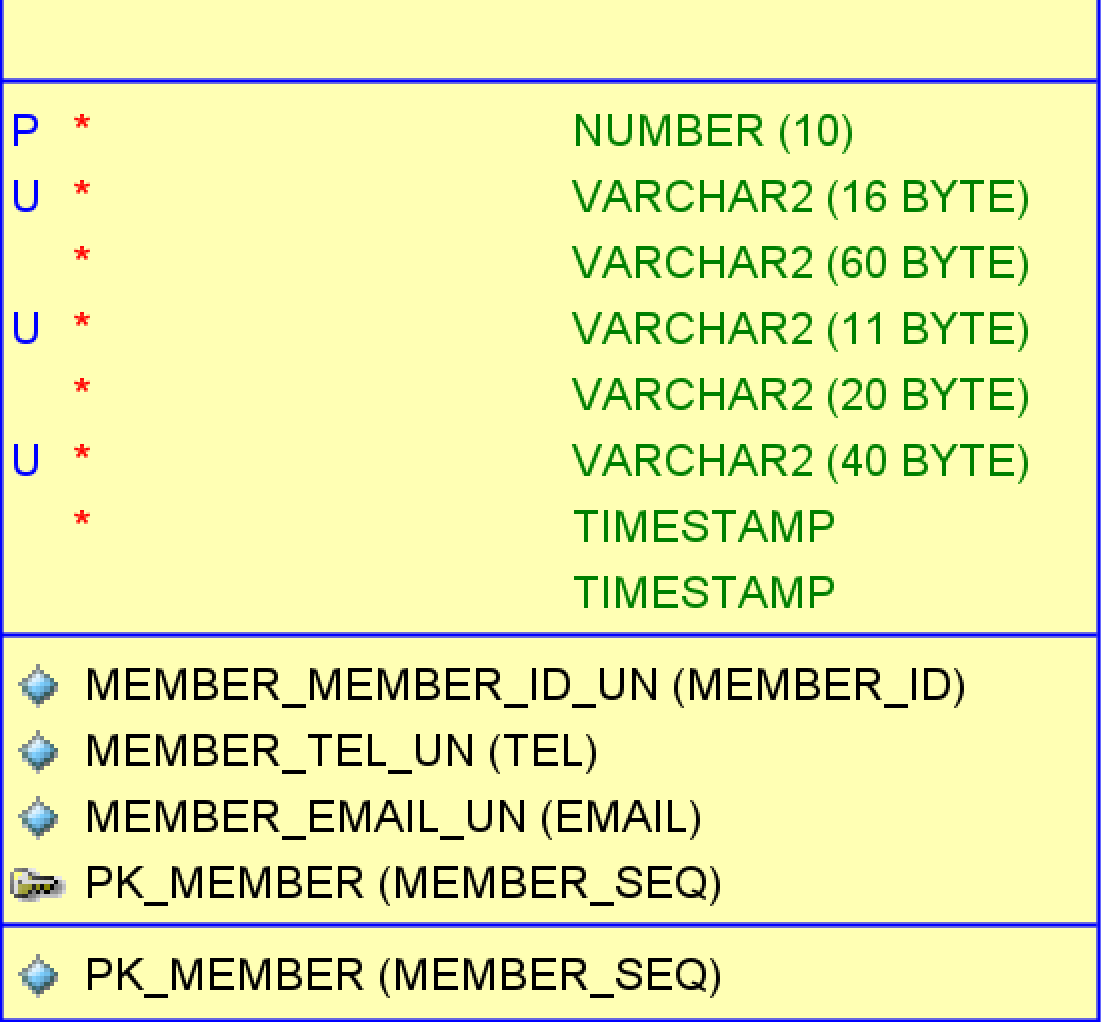 P * NUMBER (10)
U * VARCHAR2 (16 BYTE)
* VARCHAR2 (60 BYTE)
U * VARCHAR2 (11 BYTE)
* VARCHAR2 (20 BYTE)
U * VARCHAR2 (40 BYTE)
* TIMESTAMP
TIMESTAMP
MEMBER_MEMBER_ID_UN (MEMBER_ID)
MEMBER_TEL_UN (TEL)
MEMBER_EMAIL_UN (EMAIL)
PK_MEMBER (MEMBER_SEQ)
PK_MEMBER (MEMBER_SEQ)